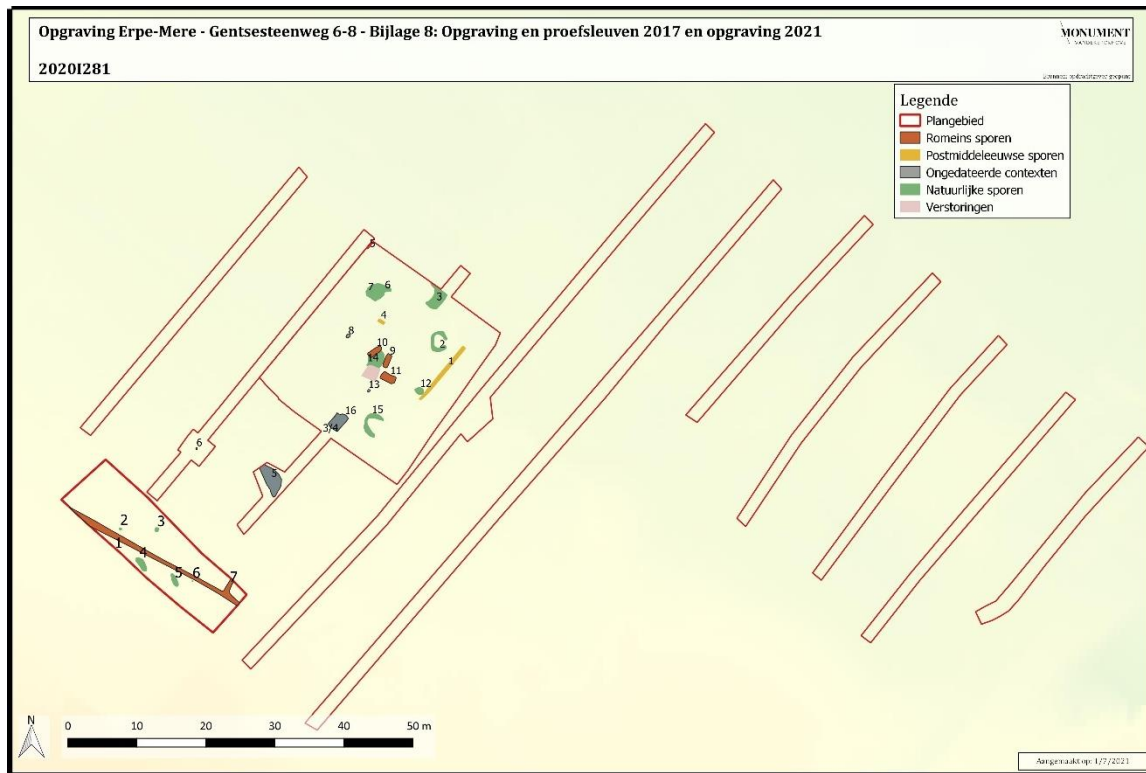 Opgraving Erpe-Mere - Gentsesteenweg 6-8 - Bijlage 8: Opgraving en proefsleuven 2017 en opgraving 2021
2020I281
MONUMENT
Legende
Plangebied
Romeins sporen
Postmiddeleeuwse sporen
Ongedateerde contexten
Natuurlijke sporen
Verstoringen
5
7 6
3
4
8
2
10
9
1
14
11
13
12
16
15
3/4
6
5
2
3
1
4
5
6
7
N
0 10 20 30 40 50 m
Aangemaakt op: 1/7/2021